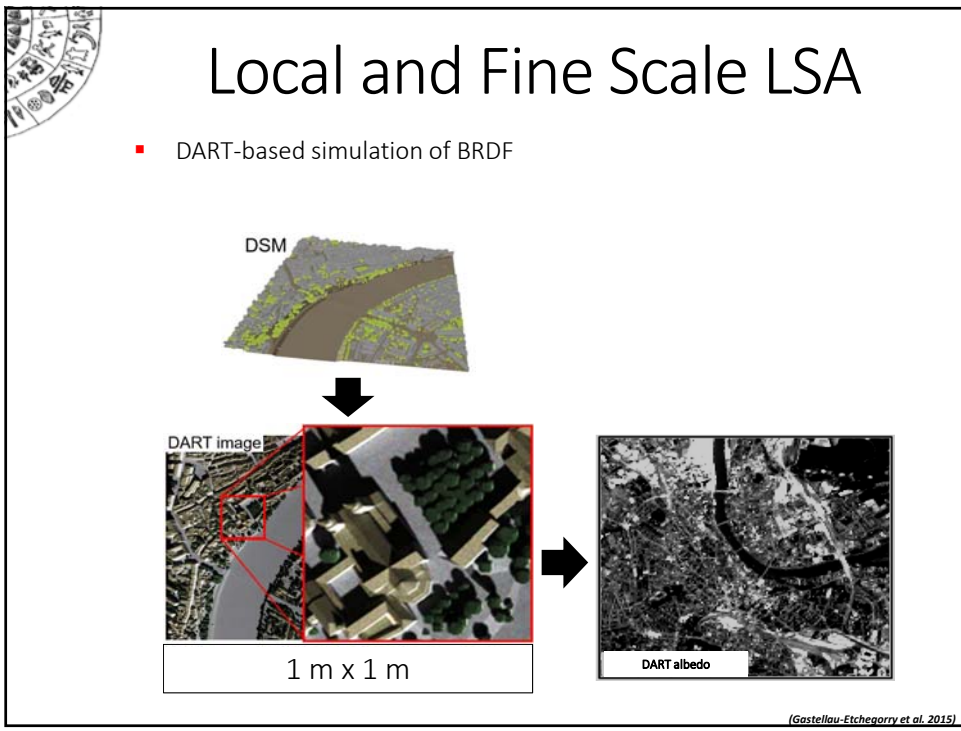 Local and Fine Scale LSA
DART-based simulation of BRDF
DSM
DART image
1 m x 1 m
DART albedo
(Gastellau-Etchegorry et al. 2015)